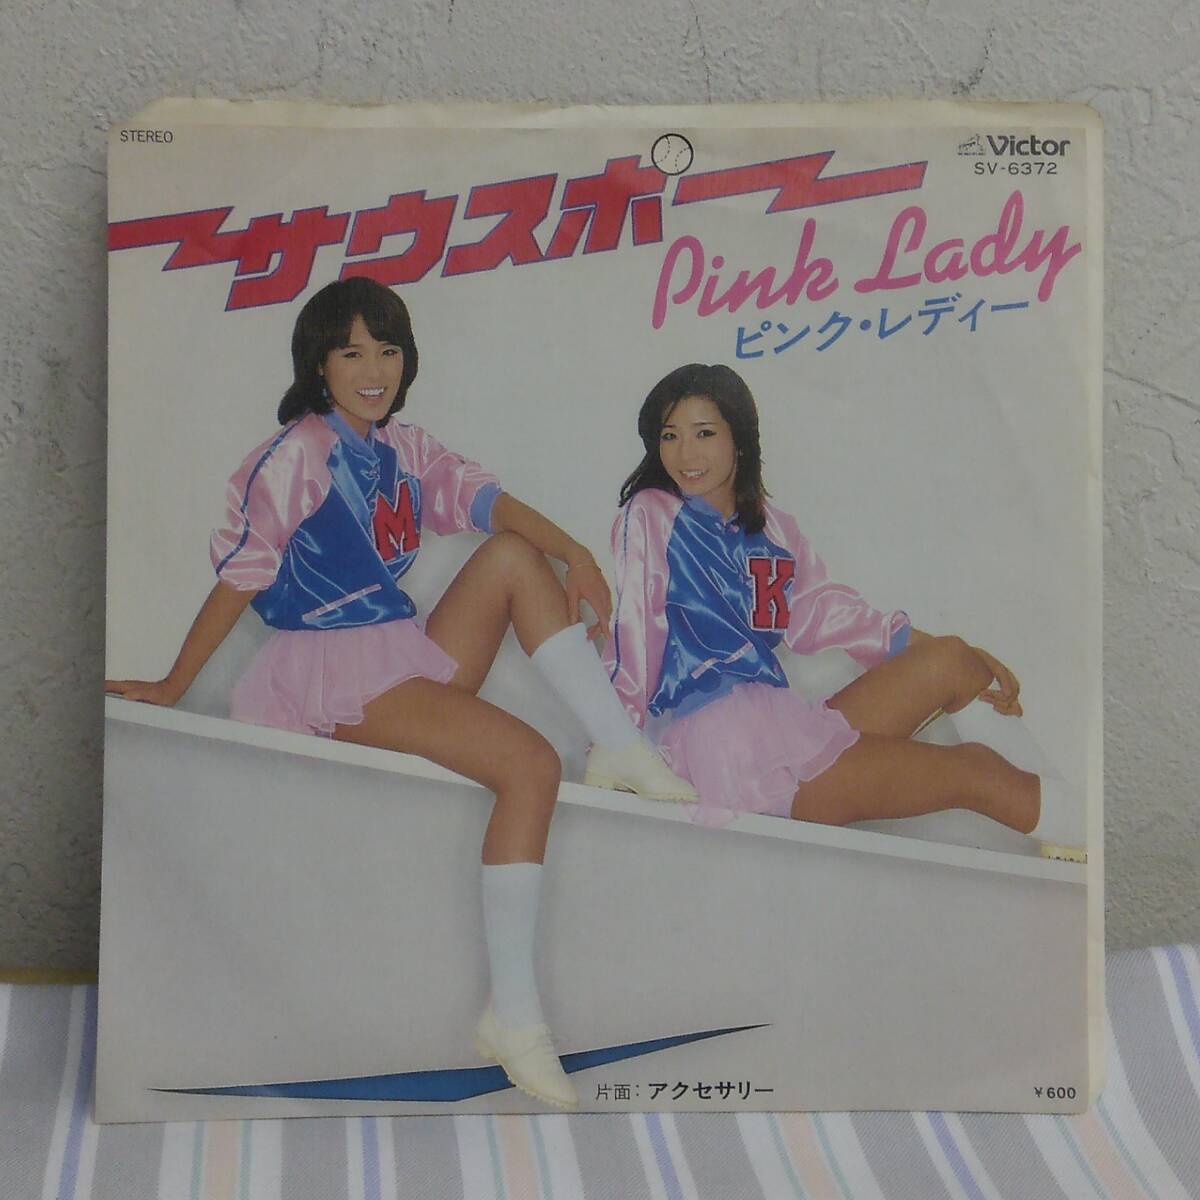 STEREO
Victor
SV-6372
サウスポー
Pink Lady
ピンク・レディー
M
K
片面：アクセサリー
￥600